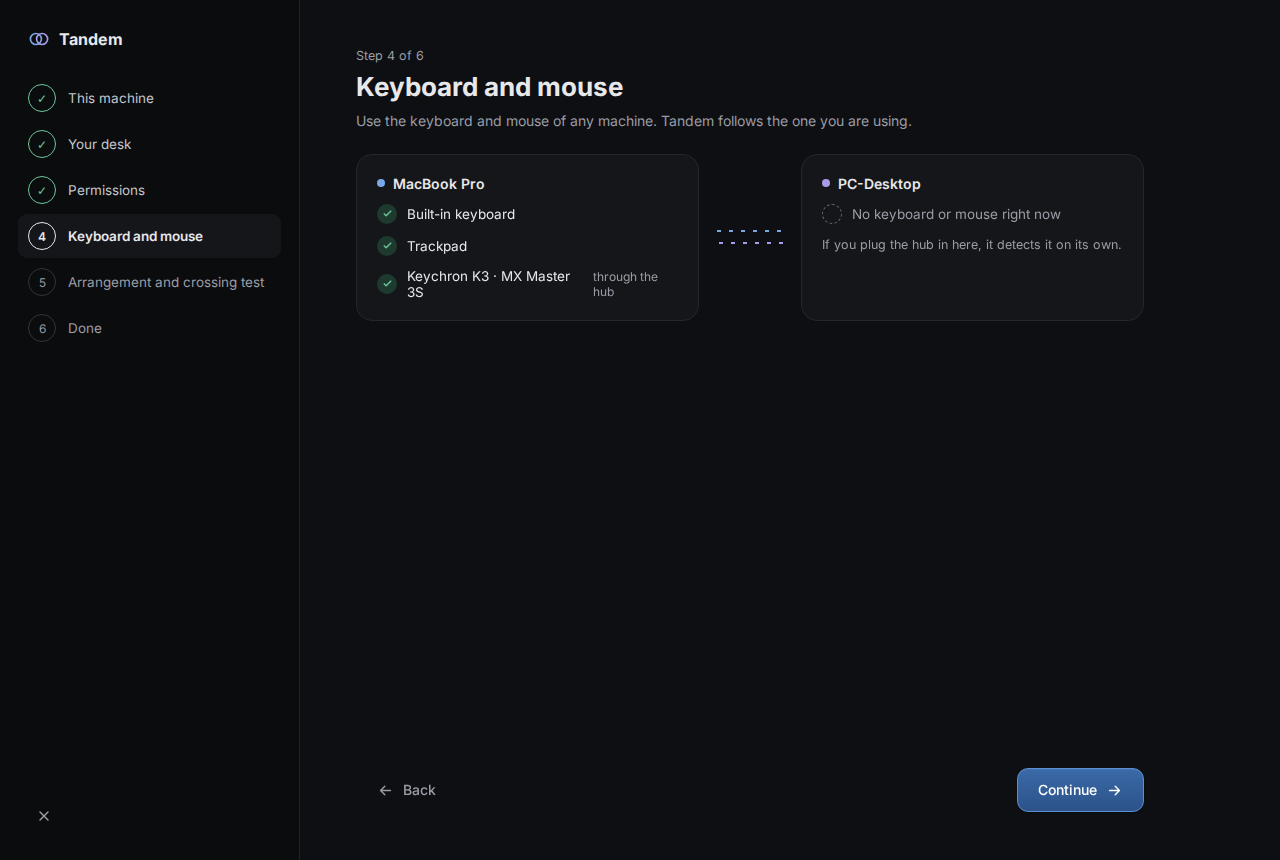 Tandem
✓ This machine
✓ Your desk
✓ Permissions
4 Keyboard and mouse
5 Arrangement and crossing test
6 Done
Step 4 of 6
Keyboard and mouse
Use the keyboard and mouse of any machine. Tandem follows the one you are using.
MacBook Pro
Built-in keyboard
Trackpad
Keychron K3 · MX Master
3S
through the
hub
PC-Desktop
No keyboard or mouse right now
If you plug the hub in here, it detects it on its own.
← Back
Continue →